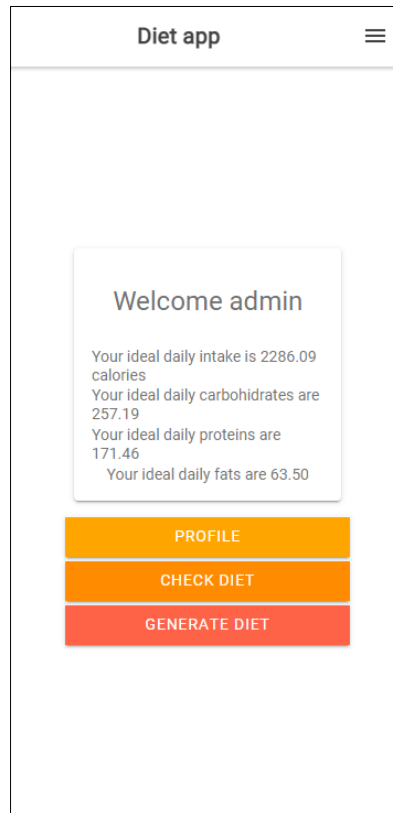 Diet app
Welcome admin
Your ideal daily intake is 2286.09
calories
Your ideal daily carbohidrates are
257.19
Your ideal daily proteins are
171.46
Your ideal daily fats are 63.50
PROFILE
CHECK DIET
GENERATE DIET